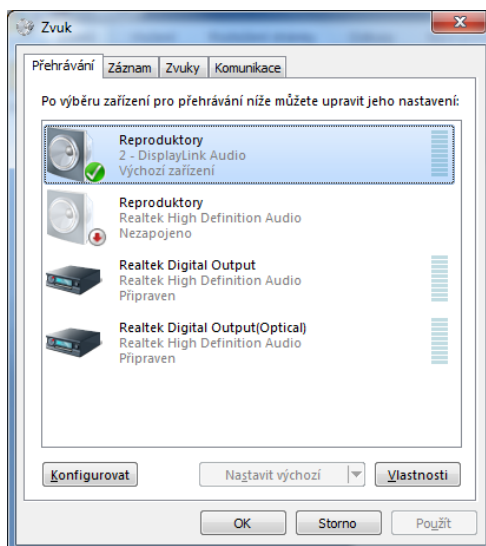 Zvuk
Přehrávání Záznam Zvuky Komunikace
Po výběru zařízení pro přehrávání níže můžete upravit jeho nastavení:
Reproduktory
2 - DisplayLink Audio
Výchozí zařízení
Reproduktory
Realtek High Definition Audio
Nezapojeno
Realtek Digital Output
Realtek High Definition Audio
Připraven
Realtek Digital Output(Optical)
Realtek High Definition Audio
Připraven
Konfigurovat Nastavit výchozí Vlastnosti
OK Storno Použít